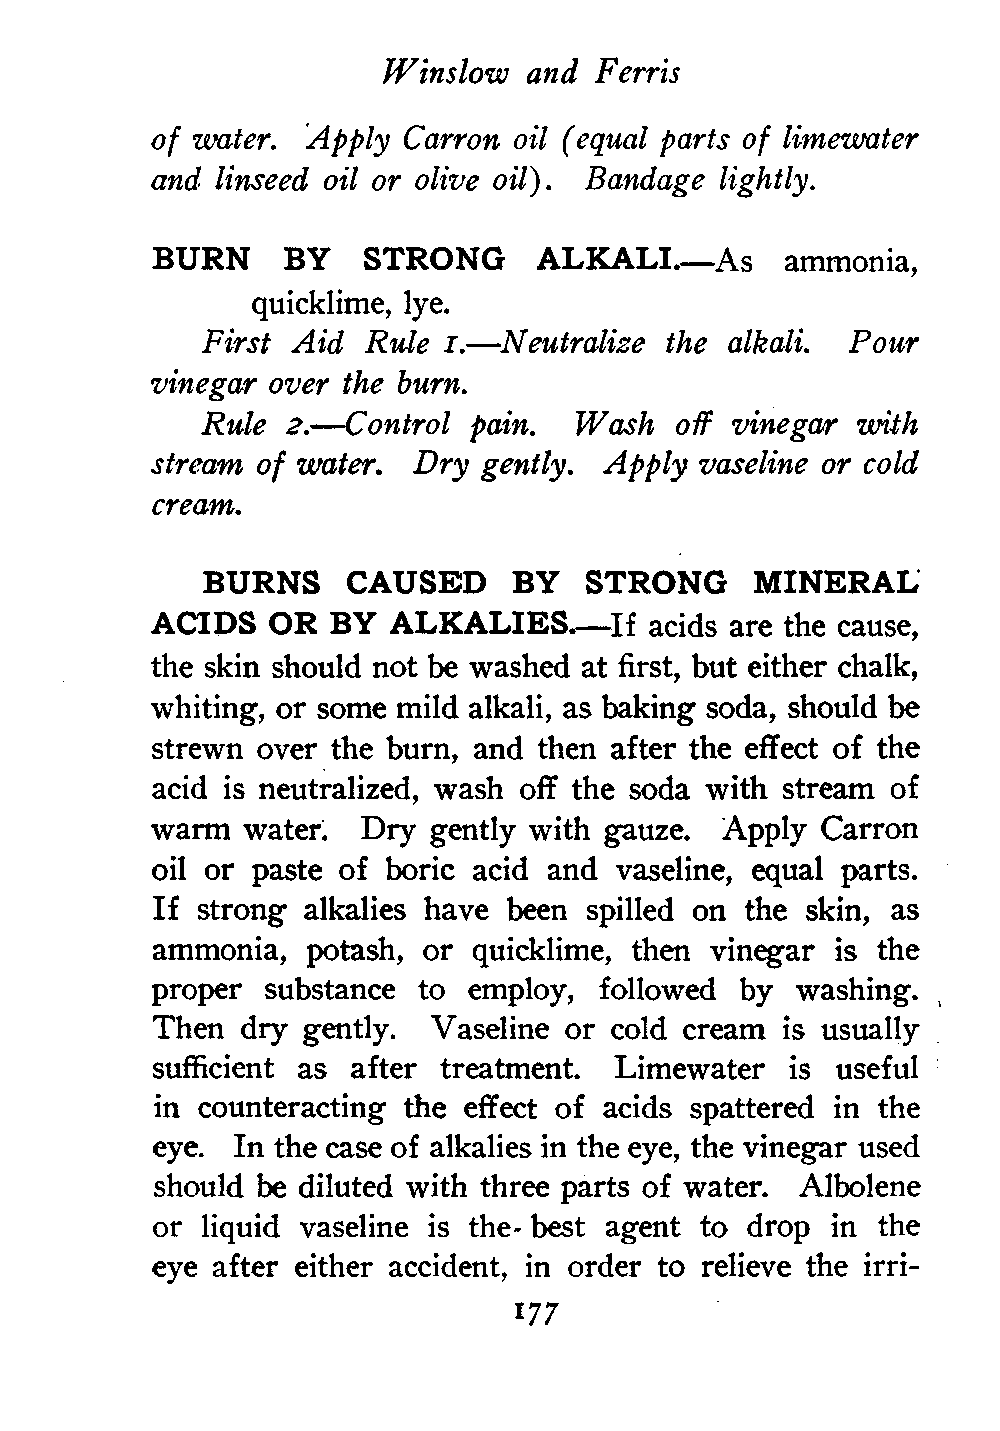 Winslow and Ferris
of water. Apply Carron oil (equal parts of limewater
and linseed oil or olive oil). Bandage lightly.
BURN BY STRONG ALKALI.—As ammonia,
quicklime, lye.
First Aid Rule 1.—Neutralize the alkali. Pour
vinegar over the burn.
Rule 2.—Control pain. Wash off vinegar with
stream of water. Dry gently. Apply vaseline or cold
cream.
BURNS CAUSED BY STRONG MINERAL
ACIDS OR BY ALKALIES.—If acids are the cause,
the skin should not be washed at first, but either chalk,
whiting, or some mild alkali, as baking soda, should be
strewn over the burn, and then after the effect of the
acid is neutralized, wash off the soda with stream of
warm water. Dry gently with gauze. Apply Carron
oil or paste of boric acid and vaseline, equal parts.
If strong alkalies have been spilled on the skin, as
ammonia, potash, or quicklime, then vinegar is the
proper substance to employ, followed by washing.
Then dry gently. Vaseline or cold cream is usually
sufficient as after treatment. Limewater is useful
in counteracting the effect of acids spattered in the
eye. In the case of alkalies in the eye, the vinegar used
should be diluted with three parts of water. Albolene
or liquid vaseline is the best agent to drop in the
eye after either accident, in order to relieve the irri-
177